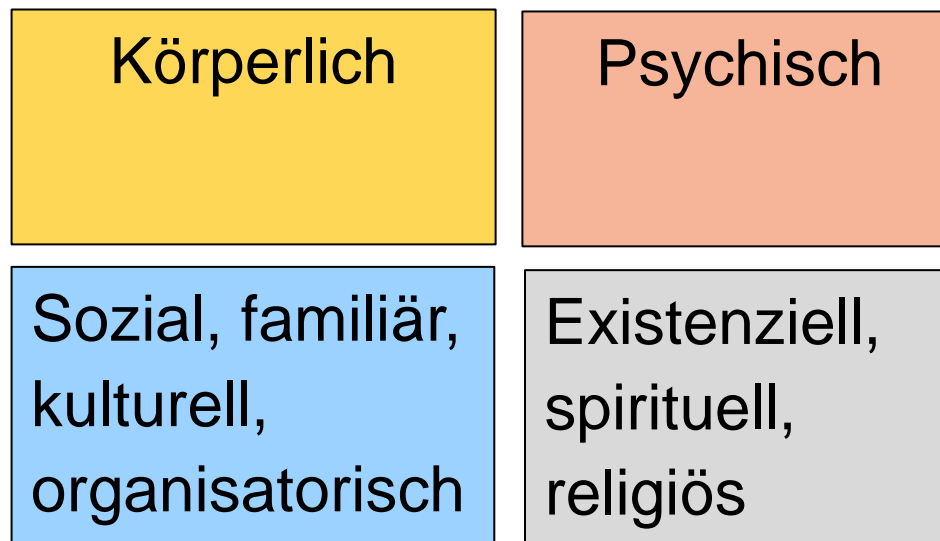 Körperlich
Psychisch
Sozial, familiär,
kulturell,
organisatorisch
Existenziell,
spirituell,
religiös